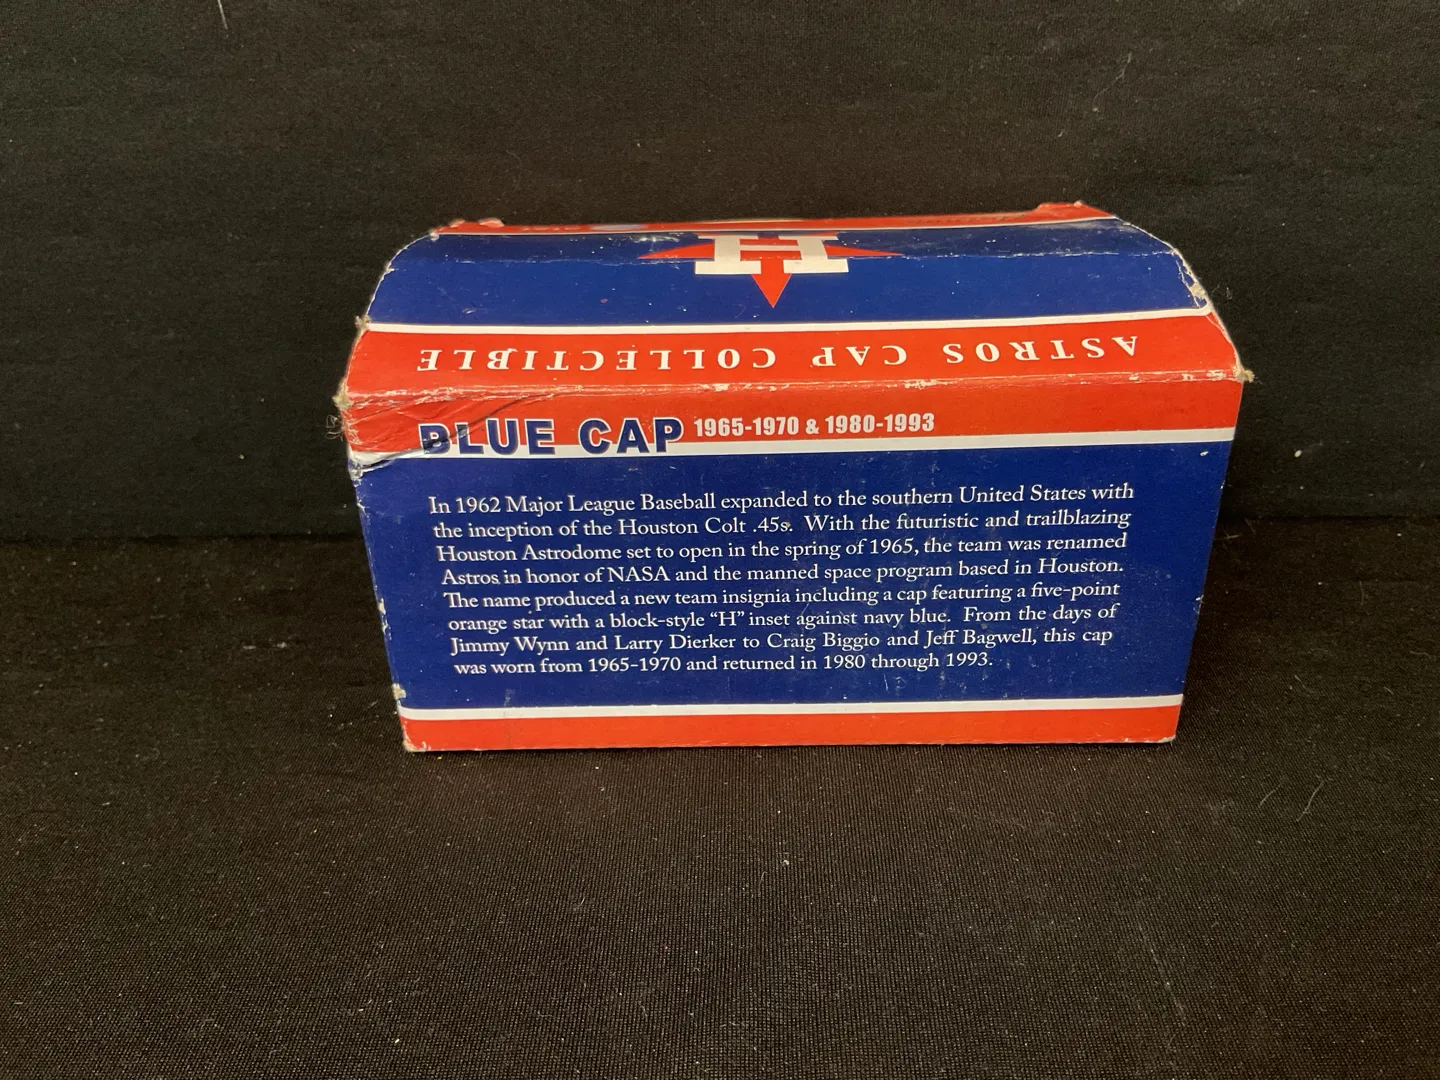 H
ASTROS CAP COLLECTIBLE
BLUE CAP 1965-1970 & 1980-1993
In 1962 Major League Baseball expanded to the southern United States with
the inception of the Houston Colt .45s. With the futuristic and trailblazing
Houston Astrodome set to open in the spring of 1965, the team was renamed
Astros in honor of NASA and the manned space program based in Houston.
The name produced a new team insignia including a cap featuring a five-point
orange star with a block-style “H” inset against navy blue. From the days of
Jimmy Wynn and Larry Dierker to Craig Biggio and Jeff Bagwell, this cap
was worn from 1965-1970 and returned in 1980 through 1993.